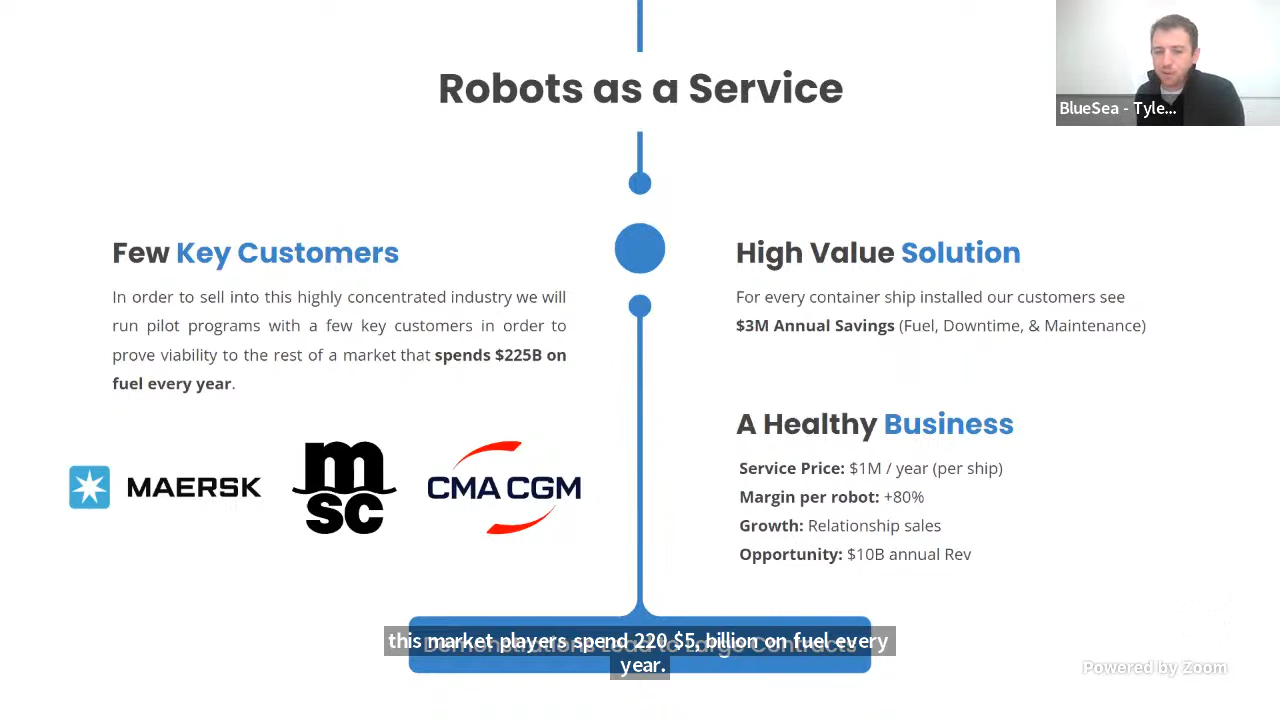 Robots as a Service
BlueSea - Tyle...
Few Key Customers
In order to sell into this highly concentrated industry we will
run pilot programs with a few key customers in order to
prove viability to the rest of a market that spends $225B on
fuel every year.
MAERSK
msc
CMA CGM
High Value Solution
For every container ship installed our customers see
$3M Annual Savings (Fuel, Downtime, & Maintenance)
A Healthy Business
Service Price: $1M / year (per ship)
Margin per robot: +80%
Growth: Relationship sales
Opportunity: $10B annual Rev
Demonstrations Lead to Large Contracts
this market players spend 220 $5, billion on fuel every
year.
Powered by Zoom